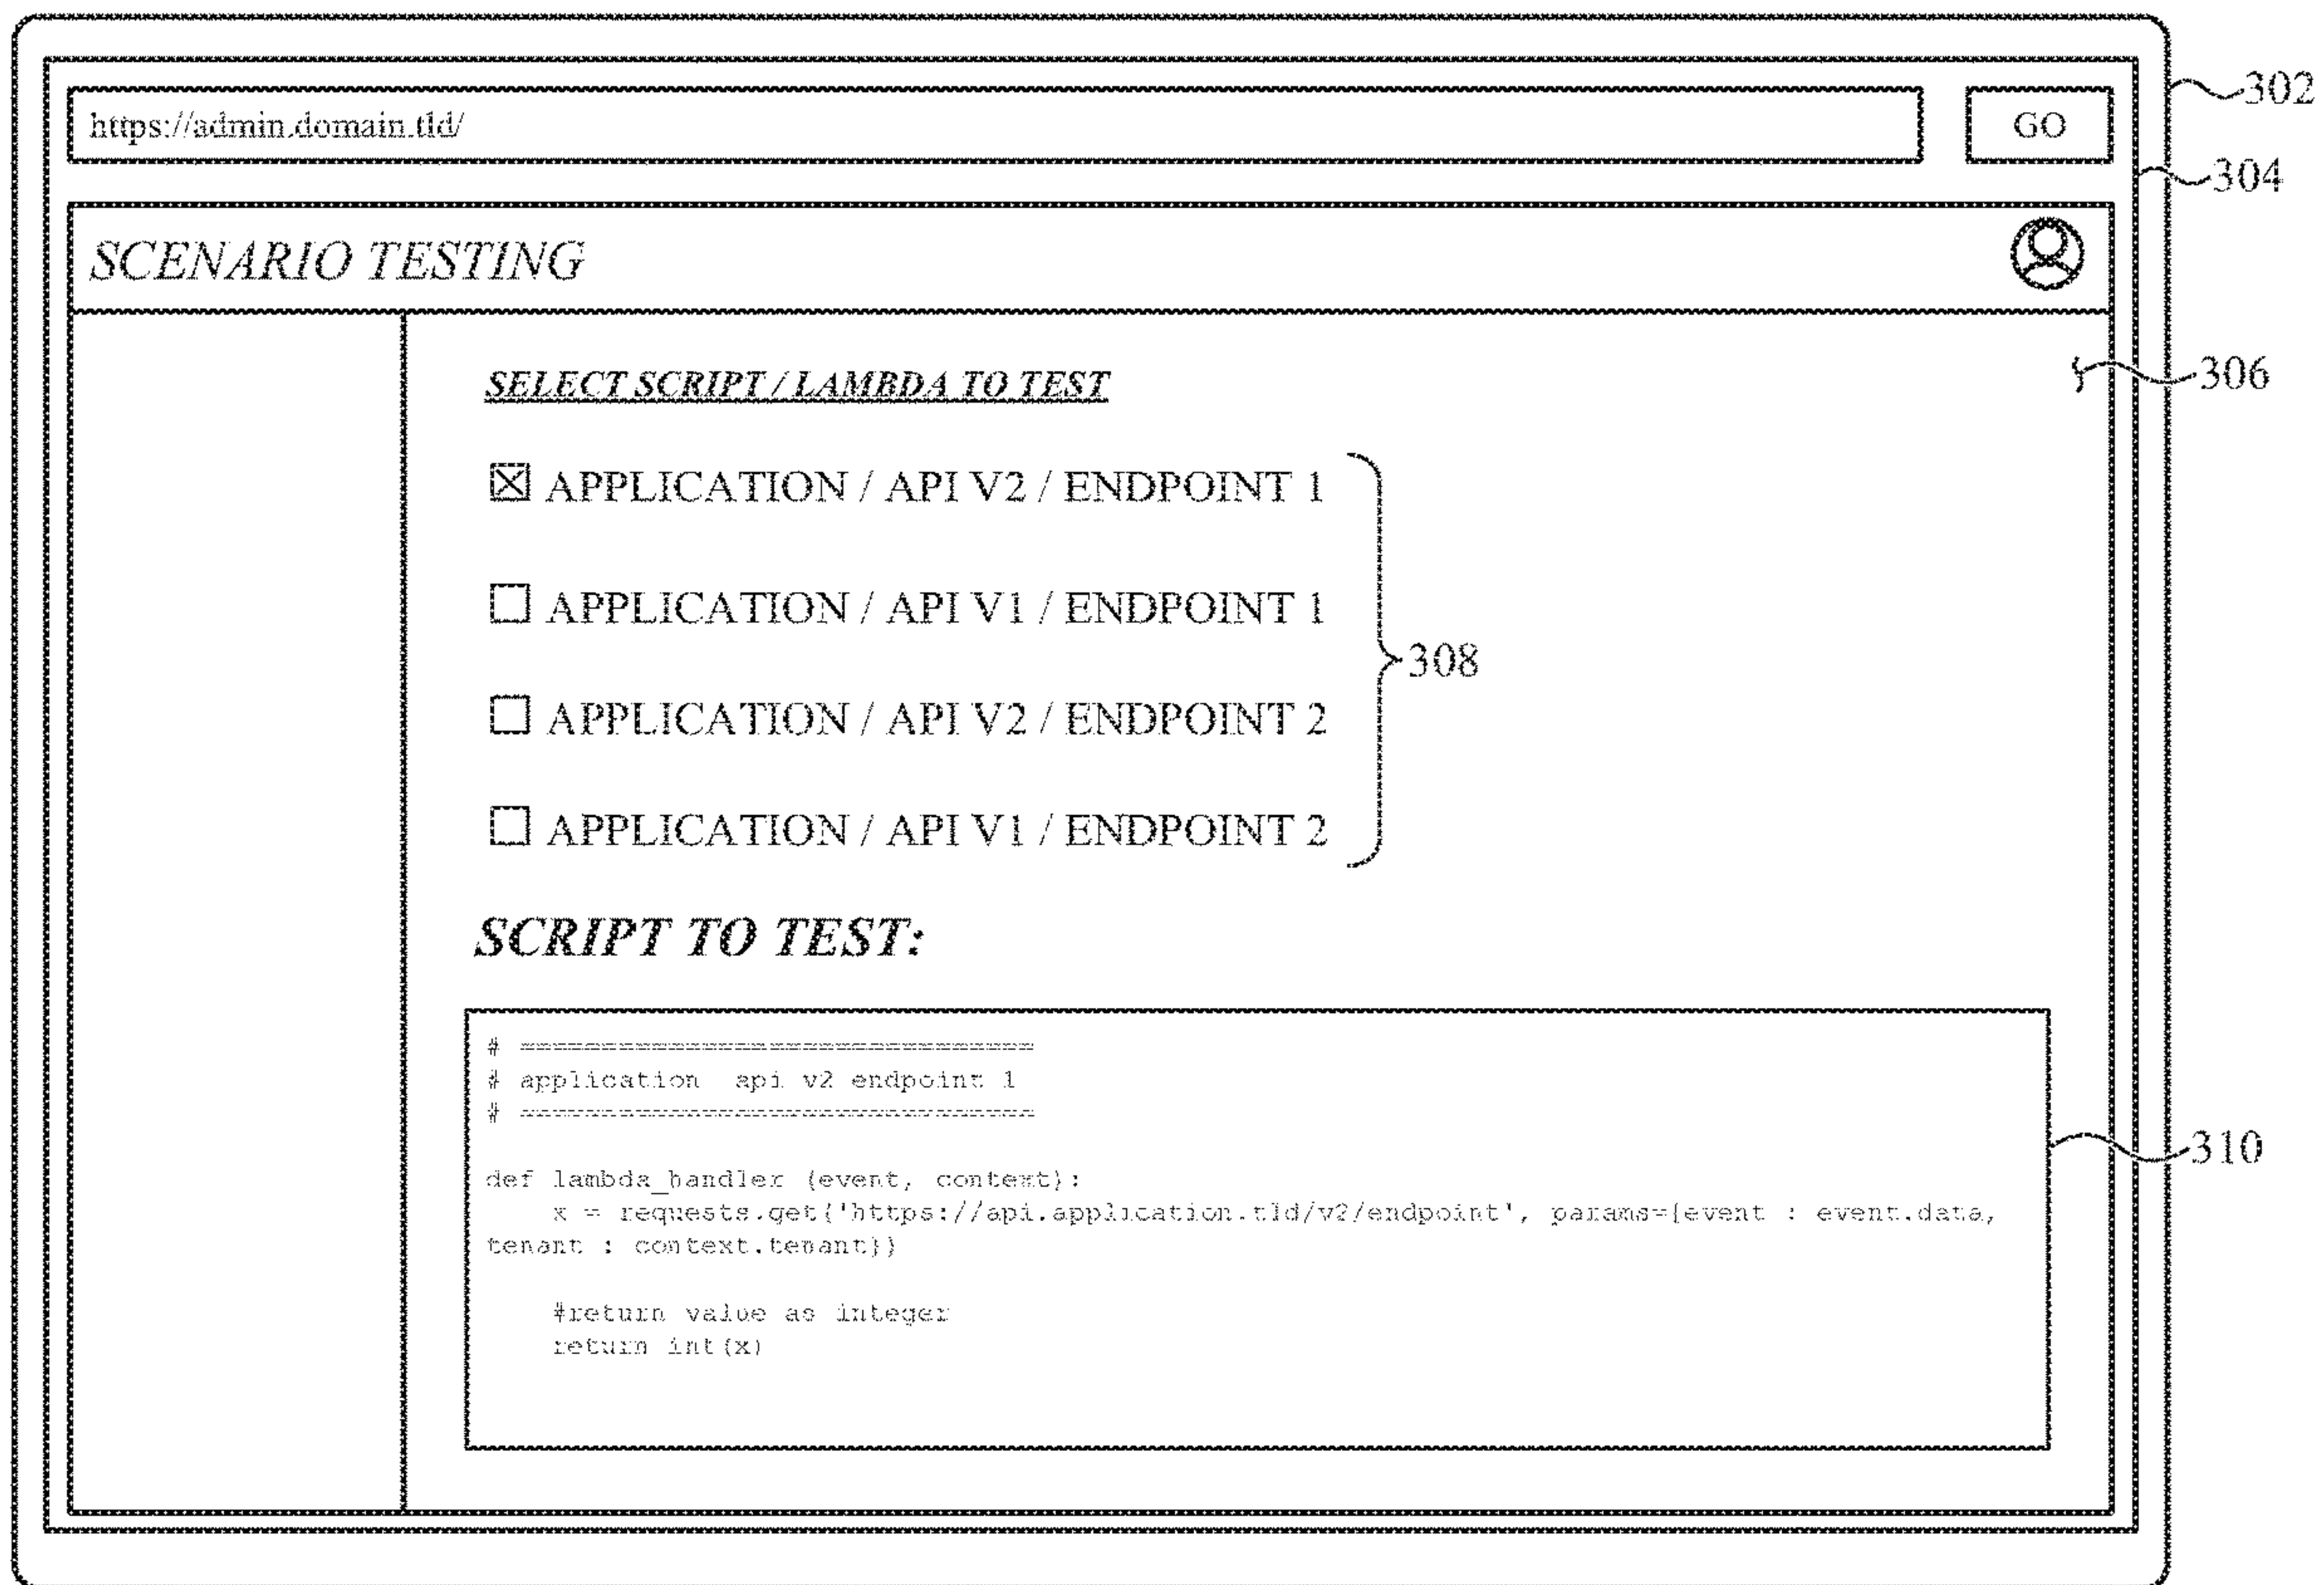 https://admin.domain.tld/
GO
302
304
SCENARIO TESTING
SELECT SCRIPT / LAMBDA TO TEST
306
☒ APPLICATION / API V2 / ENDPOINT 1
☐ APPLICATION / API V1 / ENDPOINT 1
308
☐ APPLICATION / API V2 / ENDPOINT 2
☐ APPLICATION / API V1 / ENDPOINT 2
SCRIPT TO TEST:
# ===============================
# application  api v2 endpoint 1
# ===============================
310
def lambda_handler (event, context):
    x = requests.get('https://api.application.tld/v2/endpoint', params={event : event.data,
tenant : context.tenant})
    #return value as integer
    return int(x)